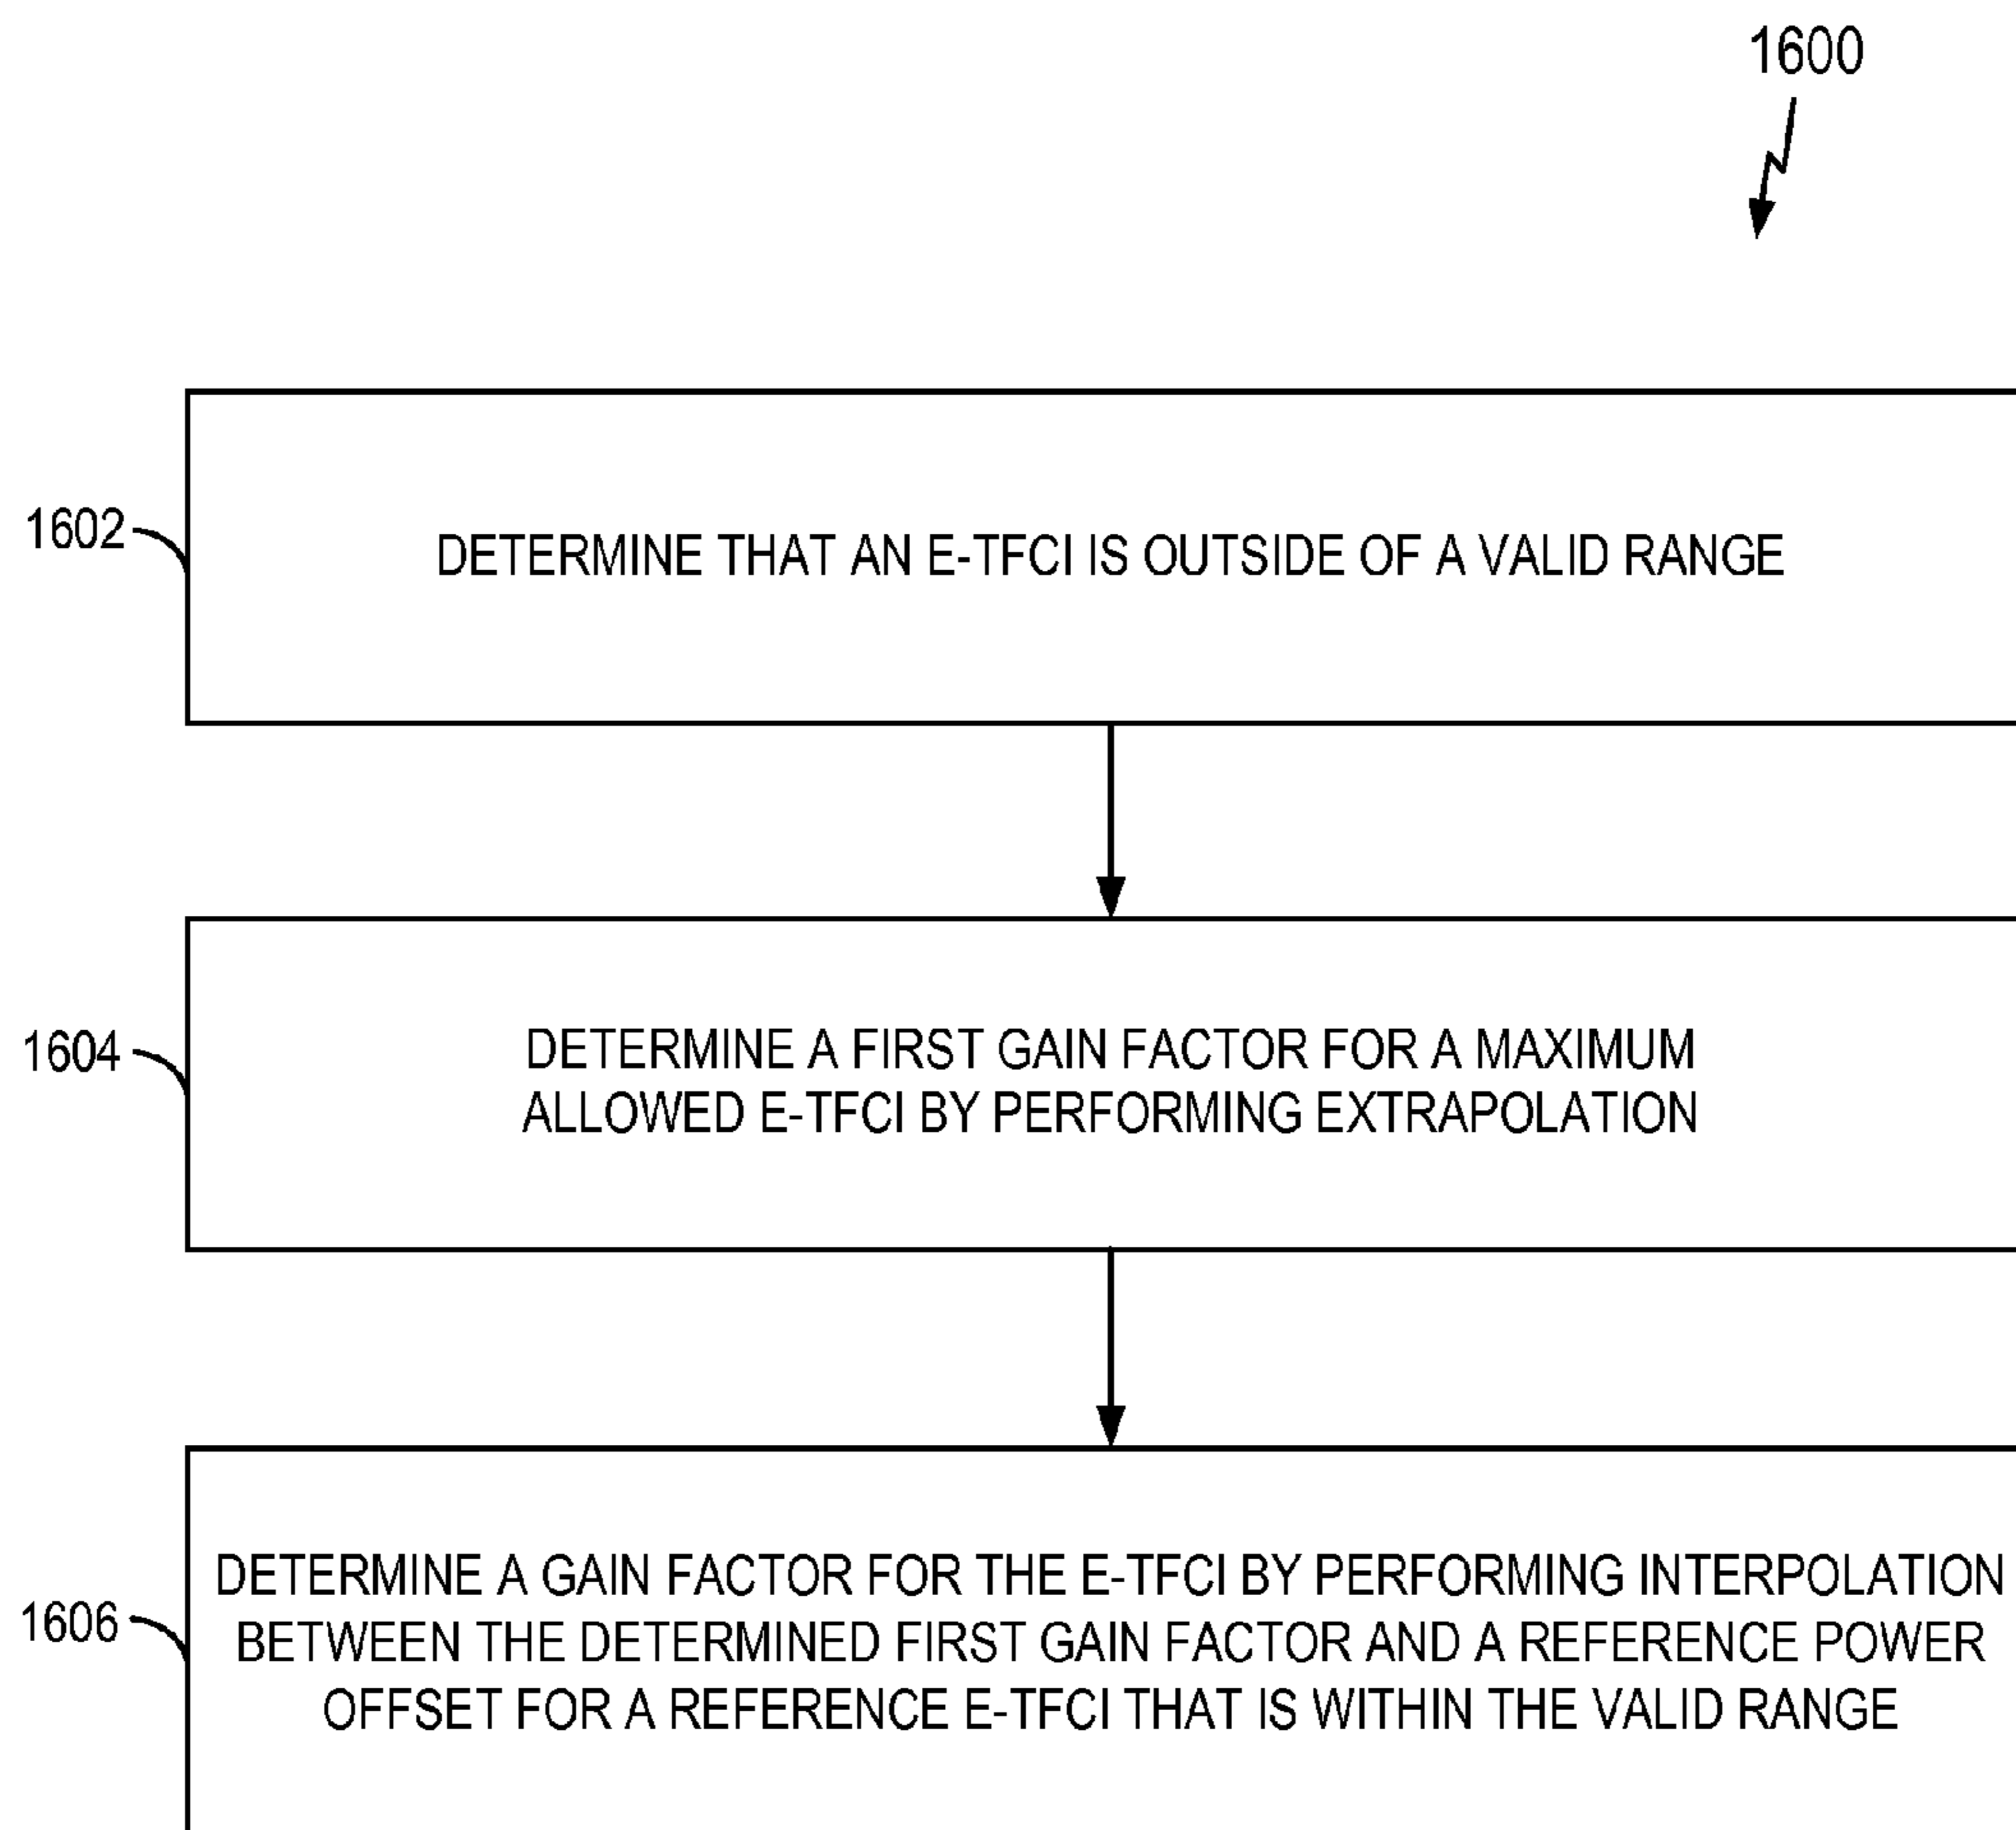 1600
1602
DETERMINE THAT AN E-TFCI IS OUTSIDE OF A VALID RANGE
1604
DETERMINE A FIRST GAIN FACTOR FOR A MAXIMUM
ALLOWED E-TFCI BY PERFORMING EXTRAPOLATION
1606
DETERMINE A GAIN FACTOR FOR THE E-TFCI BY PERFORMING INTERPOLATION
BETWEEN THE DETERMINED FIRST GAIN FACTOR AND A REFERENCE POWER
OFFSET FOR A REFERENCE E-TFCI THAT IS WITHIN THE VALID RANGE